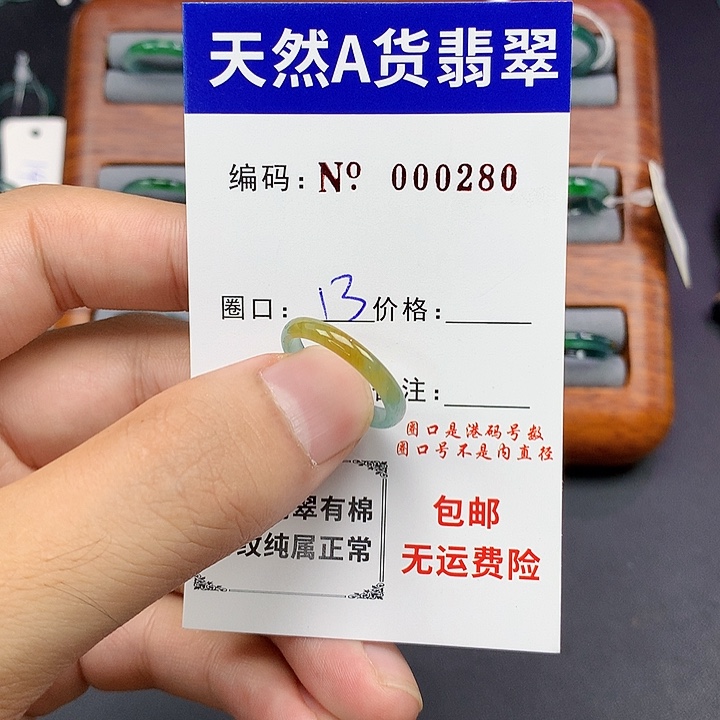 天然A货翡翠
编码：Nº. 000280
圈口：13 价格：
注：
圈口是港码号数
圈口号不是内直径
翠有棉
纹纯属正常
包邮
无运费险